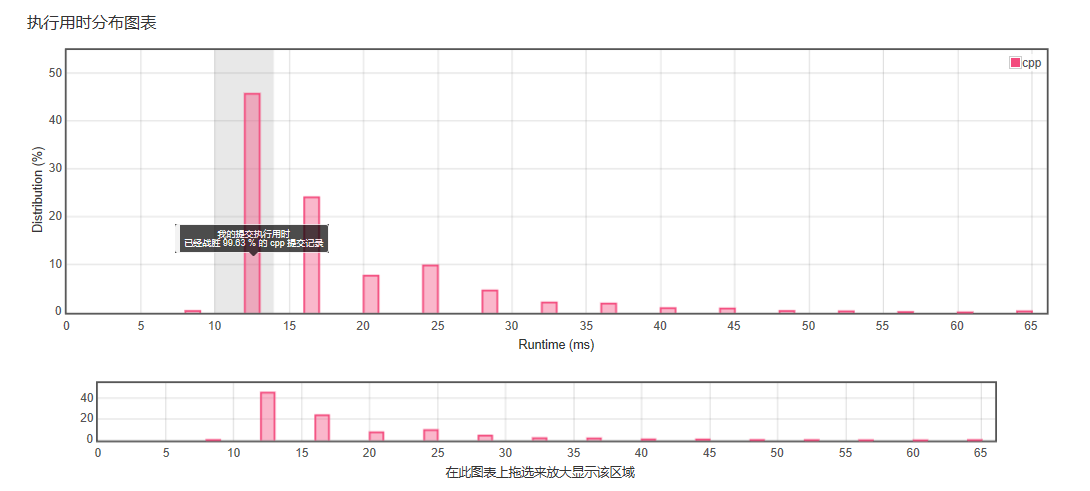 执行用时分布图表
cpp
Distribution (%)
50
40
30
20
10
0
我的提交执行用时
已经战胜 99.63 % 的 cpp 提交记录
0 5 10 15 20 25 30 35 40 45 50 55 60 65
Runtime (ms)
40
20
0
0 5 10 15 20 25 30 35 40 45 50 55 60 65
在此图表上拖选来放大显示该区域